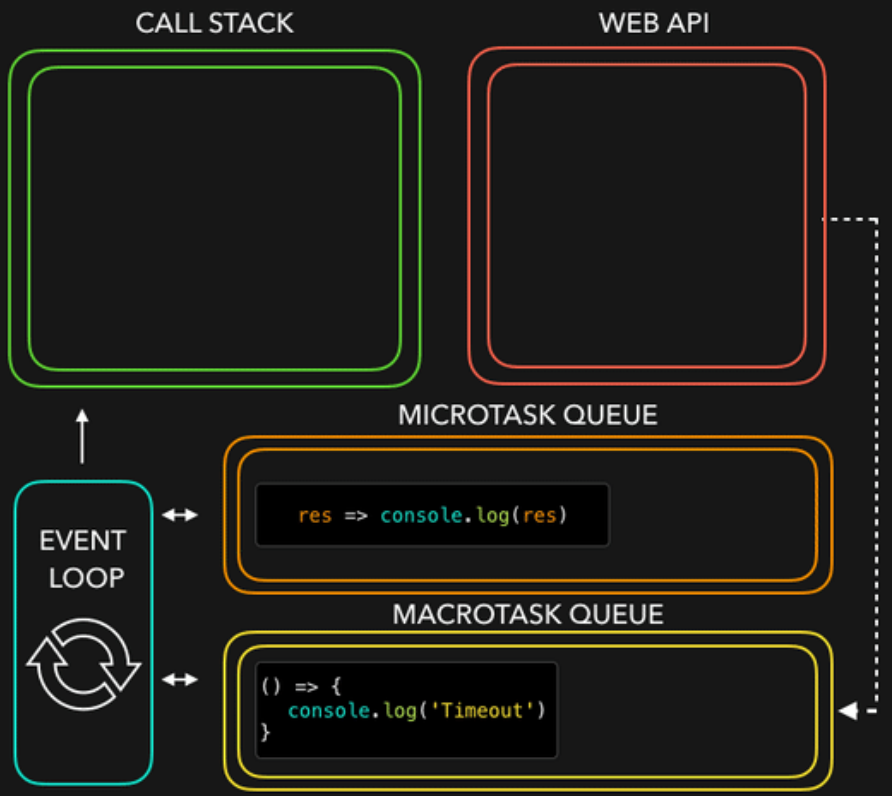 CALL STACK
WEB API
MICROTASK QUEUE
res => console.log(res)
EVENT
LOOP
MACROTASK QUEUE
() => {
console.log('Timeout')
}